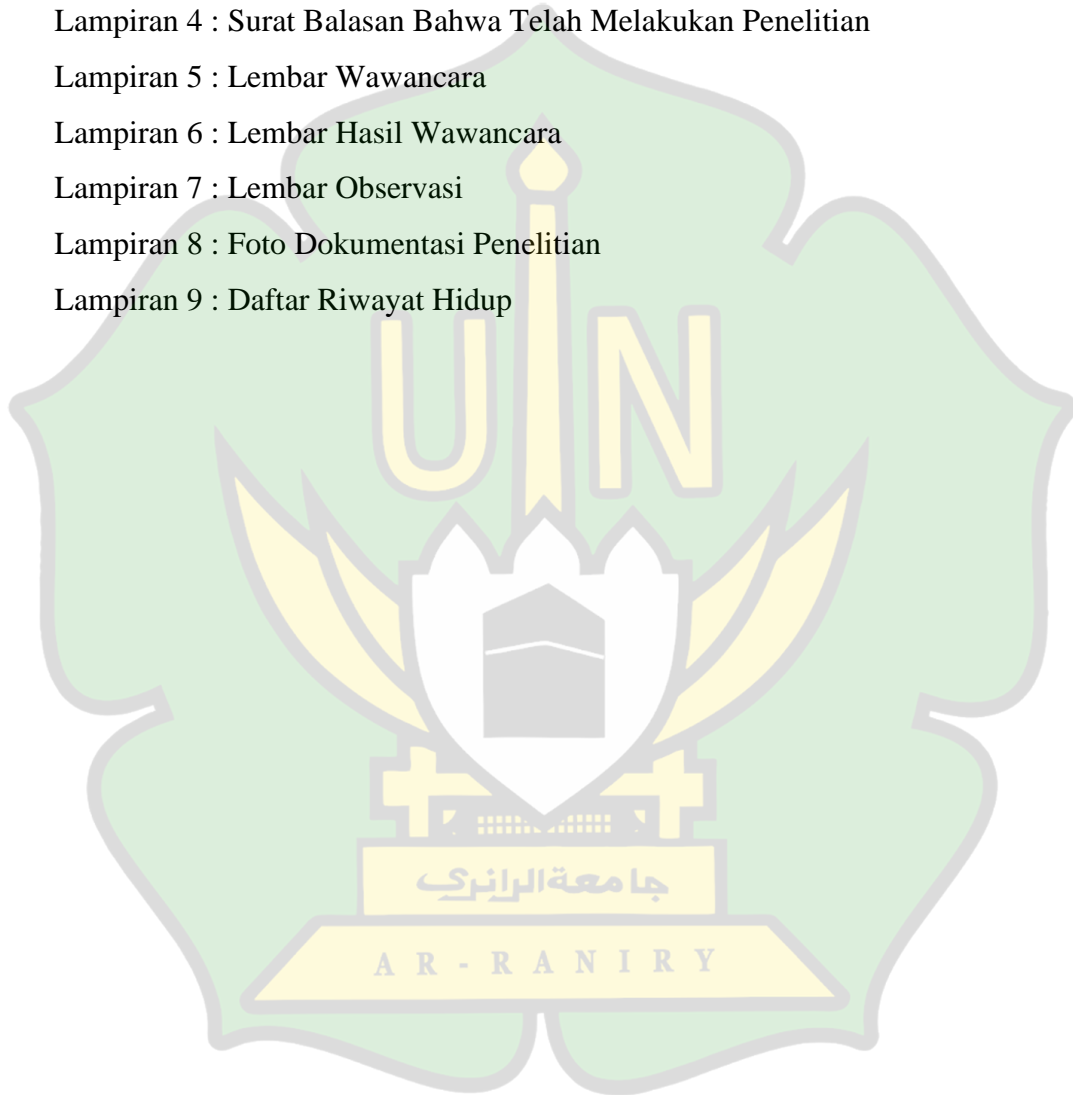 Lampiran 4 : Surat Balasan Bahwa Telah Melakukan Penelitian
Lampiran 5 : Lembar Wawancara
Lampiran 6 : Lembar Hasil Wawancara
Lampiran 7 : Lembar Observasi
Lampiran 8 : Foto Dokumentasi Penelitian
Lampiran 9 : Daftar Riwayat Hidup
UIN
جامعة الرانري
AR-RANIRY